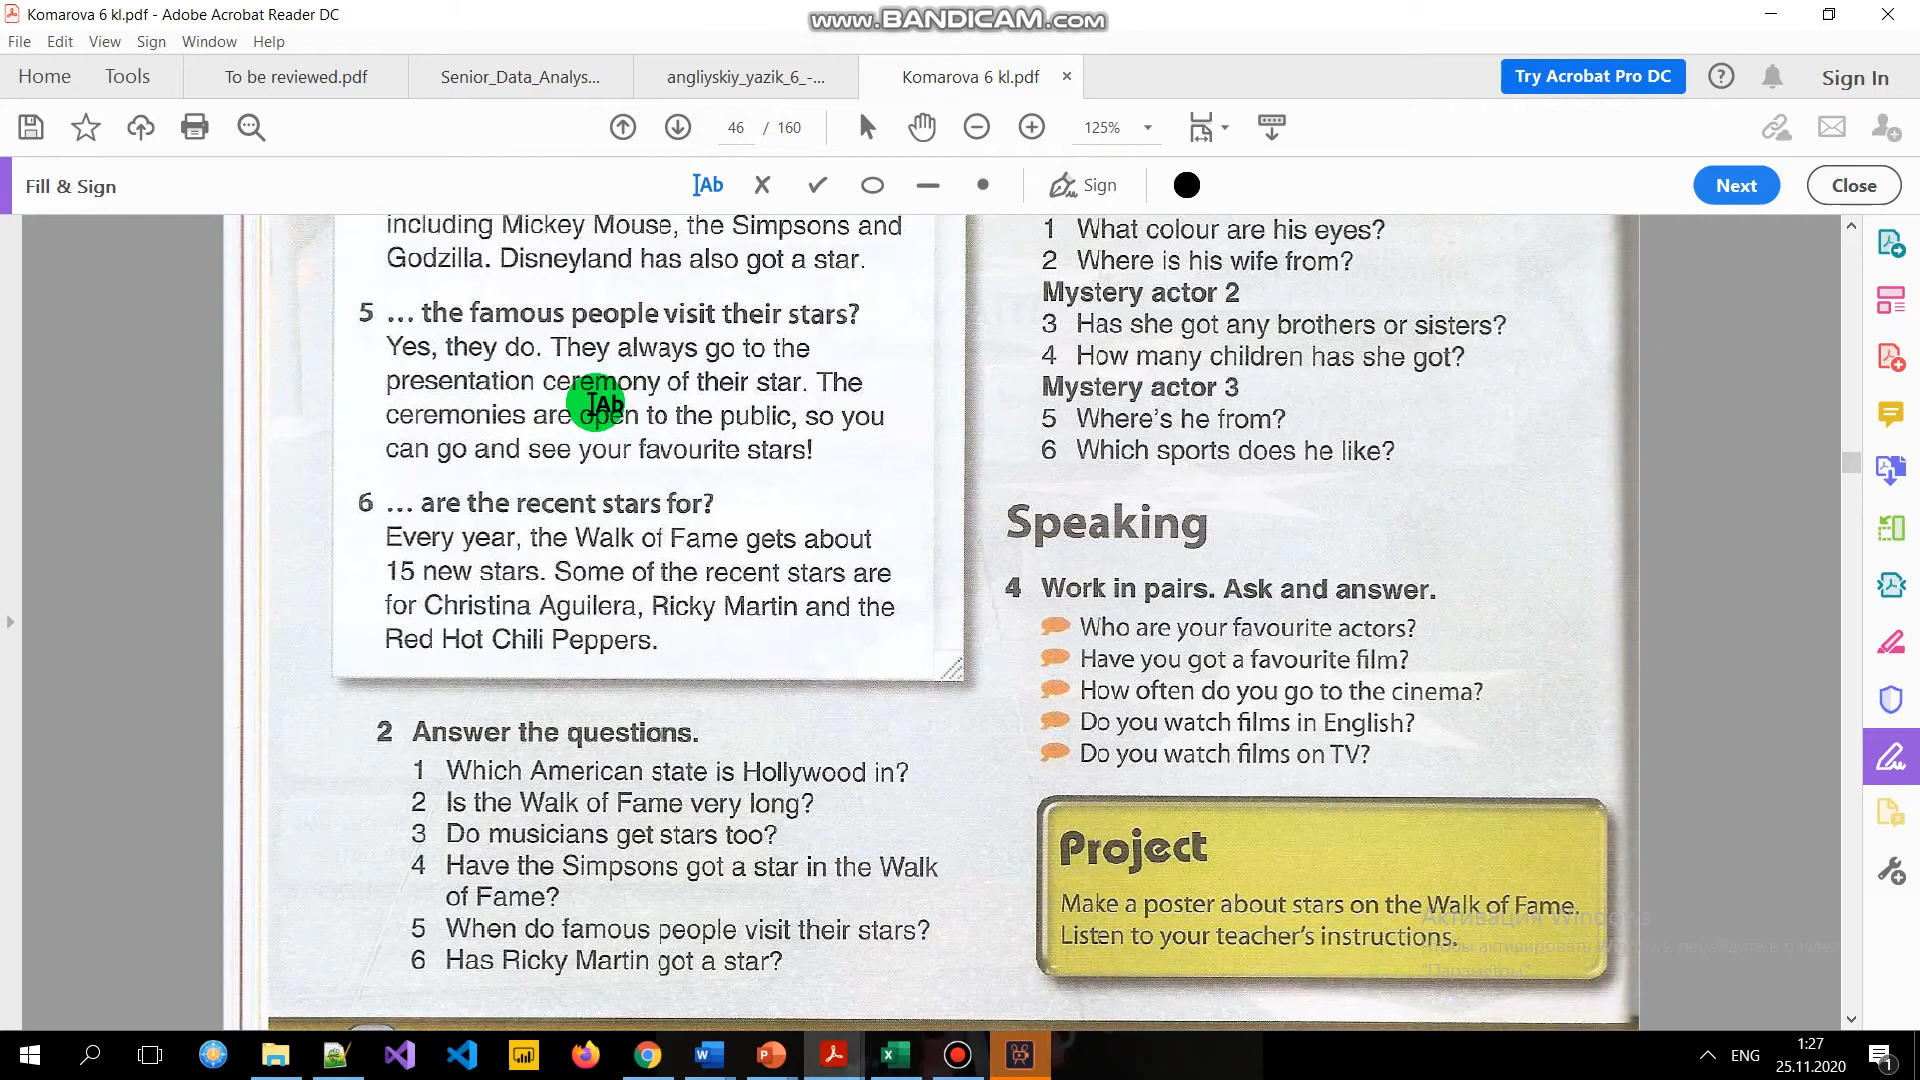 Komarova 6 kl.pdf - Adobe Acrobat Reader DC
www.BANDICAM.com
File Edit View Sign Window Help
Home Tools To be reviewed.pdf Senior_Data_Analys... angliyskiy_yazik_6_-... Komarova 6 kl.pdf × Try Acrobat Pro DC Sign In
46 / 160 125%
Fill & Sign Ab Sign Next Close
including Mickey Mouse, the Simpsons and
Godzilla. Disneyland has also got a star.
5 ... the famous people visit their stars?
Yes, they do. They always go to the
presentation ceremony of their star. The
ceremonies are open to the public, so you
can go and see your favourite stars!
Ab
6 ... are the recent stars for?
Every year, the Walk of Fame gets about
15 new stars. Some of the recent stars are
for Christina Aguilera, Ricky Martin and the
Red Hot Chili Peppers.
2 Answer the questions.
1 Which American state is Hollywood in?
2 Is the Walk of Fame very long?
3 Do musicians get stars too?
4 Have the Simpsons got a star in the Walk
of Fame?
5 When do famous people visit their stars?
6 Has Ricky Martin got a star?
1 What colour are his eyes?
2 Where is his wife from?
Mystery actor 2
3 Has she got any brothers or sisters?
4 How many children has she got?
Mystery actor 3
5 Where's he from?
6 Which sports does he like?
Speaking
4 Work in pairs. Ask and answer.
Who are your favourite actors?
Have you got a favourite film?
How often do you go to the cinema?
Do you watch films in English?
Do you watch films on TV?
Project
Make a poster about stars on the Walk of Fame.
Listen to your teacher's instructions.
Активация Windows
активировать Windows, перейдите в раздел
"Параметры".
ENG
1:27
25.11.2020
1